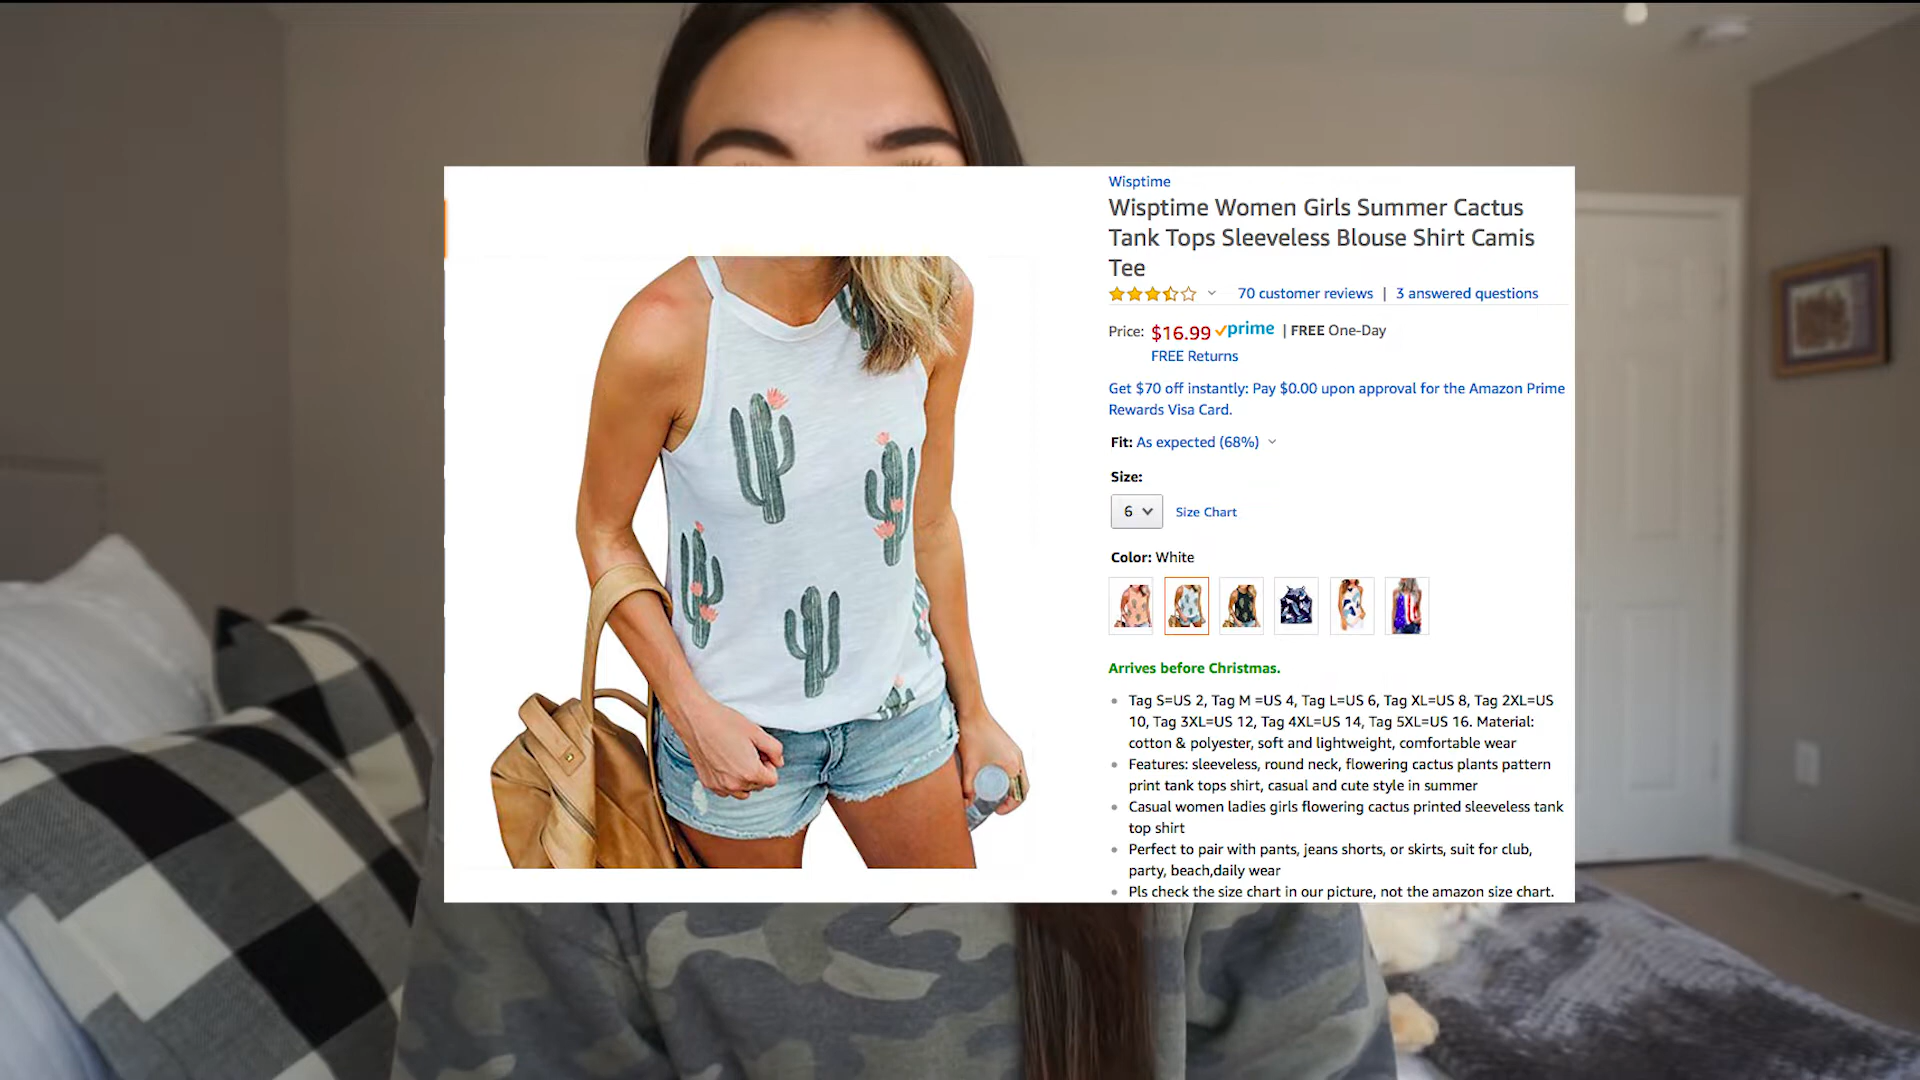 Wisptime
Wisptime Women Girls Summer Cactus
Tank Tops Sleeveless Blouse Shirt Camis
Tee
70 customer reviews | 3 answered questions
Price: $16.99 prime | FREE One-Day
FREE Returns
Get $70 off instantly: Pay $0.00 upon approval for the Amazon Prime
Rewards Visa Card.
Fit: As expected (68%)
Size:
6 Size Chart
Color: White
Arrives before Christmas.
Tag S=US 2, Tag M =US 4, Tag L=US 6, Tag XL=US 8, Tag 2XL=US
10, Tag 3XL=US 12, Tag 4XL=US 14, Tag 5XL=US 16. Material:
cotton & polyester, soft and lightweight, comfortable wear
Features: sleeveless, round neck, flowering cactus plants pattern
print tank tops shirt, casual and cute style in summer
Casual women ladies girls flowering cactus printed sleeveless tank
top shirt
Perfect to pair with pants, jeans shorts, or skirts, suit for club,
party, beach,daily wear
Pls check the size chart in our picture, not the amazon size chart.